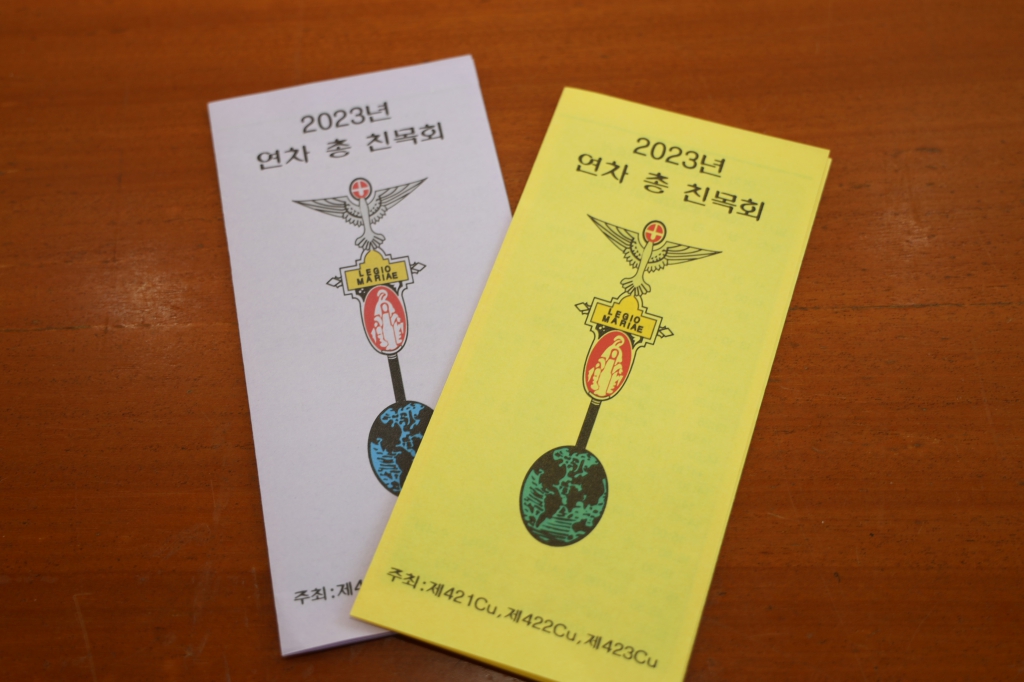 2023년
연차 총 친목회
LEGIO
MARIAE
주최:제4
2023년
연차 총 친목회
LEGIO
MARIAE
주최:제421Cu,제422Cu,제423Cu